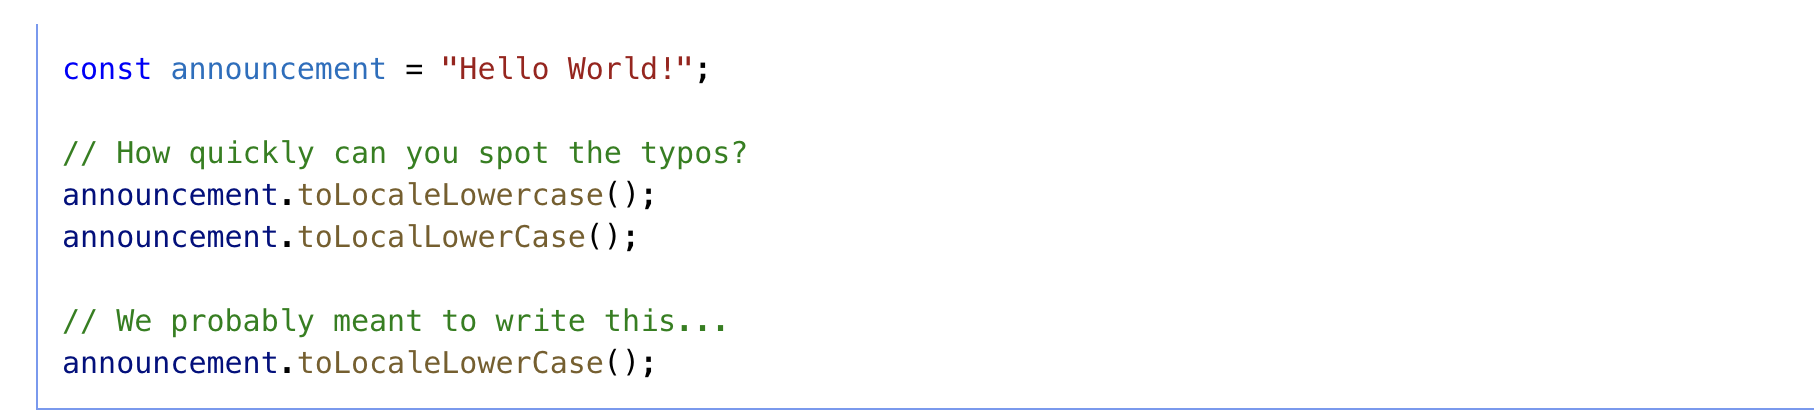 const announcement = "Hello World!";
// How quickly can you spot the typos?
announcement.toLocaleLowercase();
announcement.toLocalLowerCase();
// We probably meant to write this...
announcement.toLocaleLowerCase();